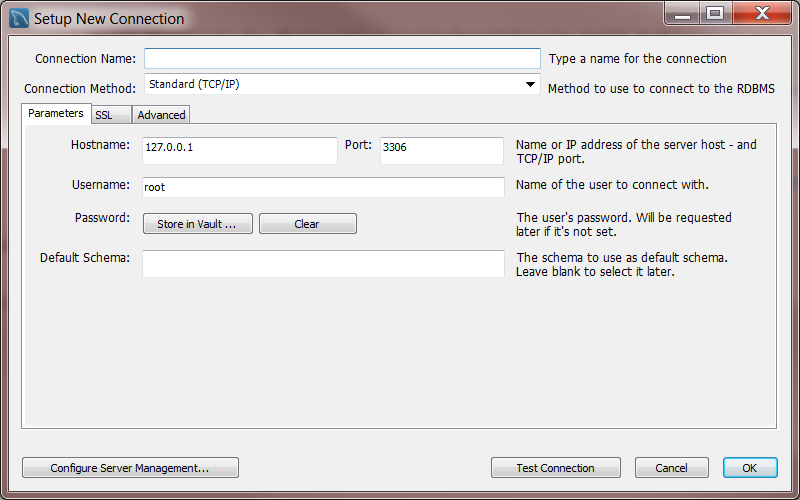 Setup New Connection
Connection Name: Type a name for the connection
Connection Method: Standard (TCP/IP) Method to use to connect to the RDBMS
Parameters SSL Advanced
Hostname: 127.0.0.1 Port: 3306 Name or IP address of the server host - and
TCP/IP port.
Username: root Name of the user to connect with.
Password: Store in Vault ... Clear The user's password. Will be requested
later if it's not set.
Default Schema: The schema to use as default schema.
Leave blank to select it later.
Configure Server Management... Test Connection Cancel OK